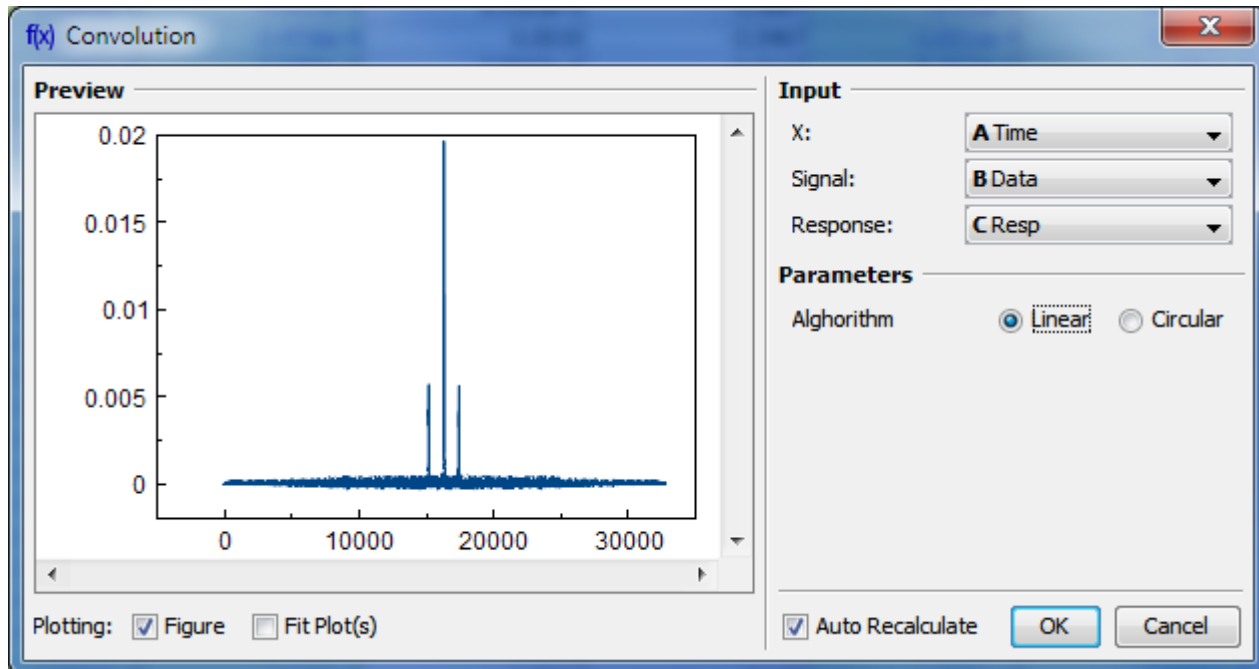 f(x) Convolution
Preview
0.02
0.015
0.01
0.005
0
0 10000 20000 30000
Plotting: Figure Fit Plot(s)
Input
X: A Time
Signal: B Data
Response: C Resp
Parameters
Alghorithm Linear Circular
Auto Recalculate OK Cancel